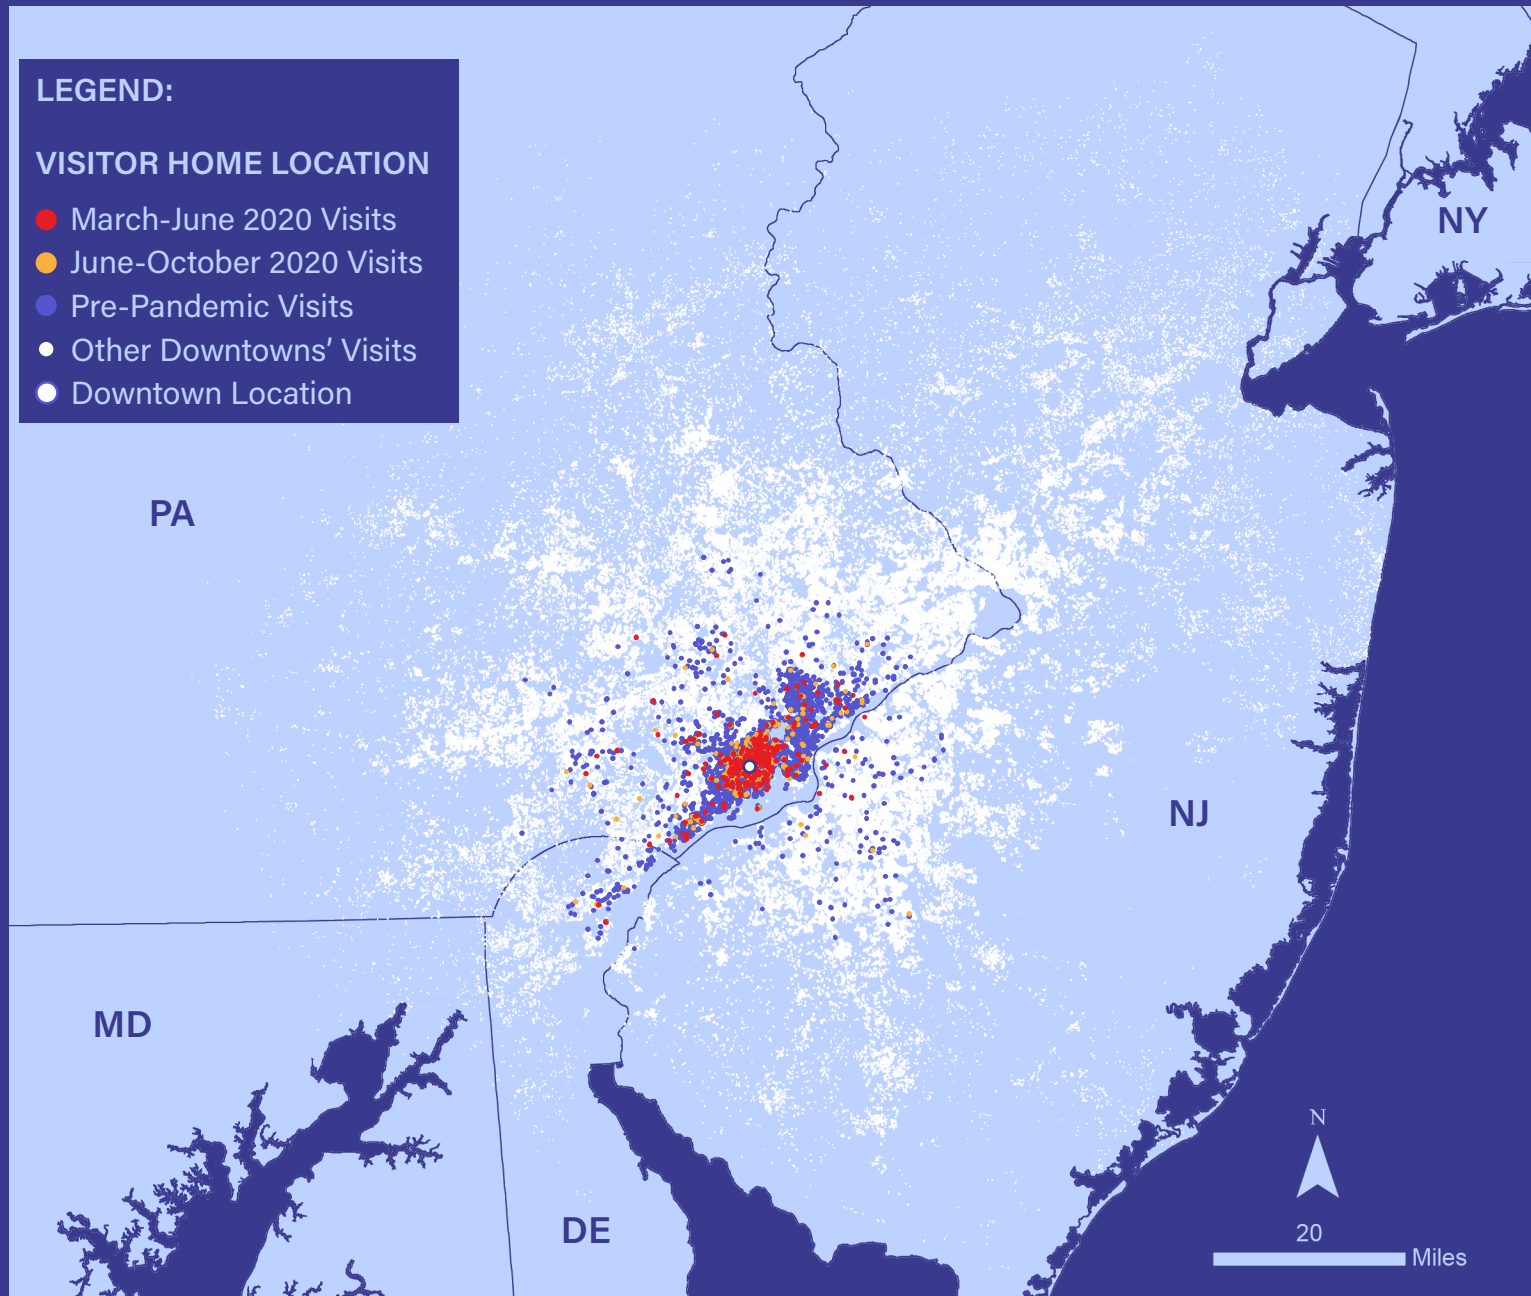 LEGEND:
VISITOR HOME LOCATION
March-June 2020 Visits
June-October 2020 Visits
Pre-Pandemic Visits
Other Downtowns’ Visits
Downtown Location
NY
PA
NJ
MD
N
DE
20
Miles